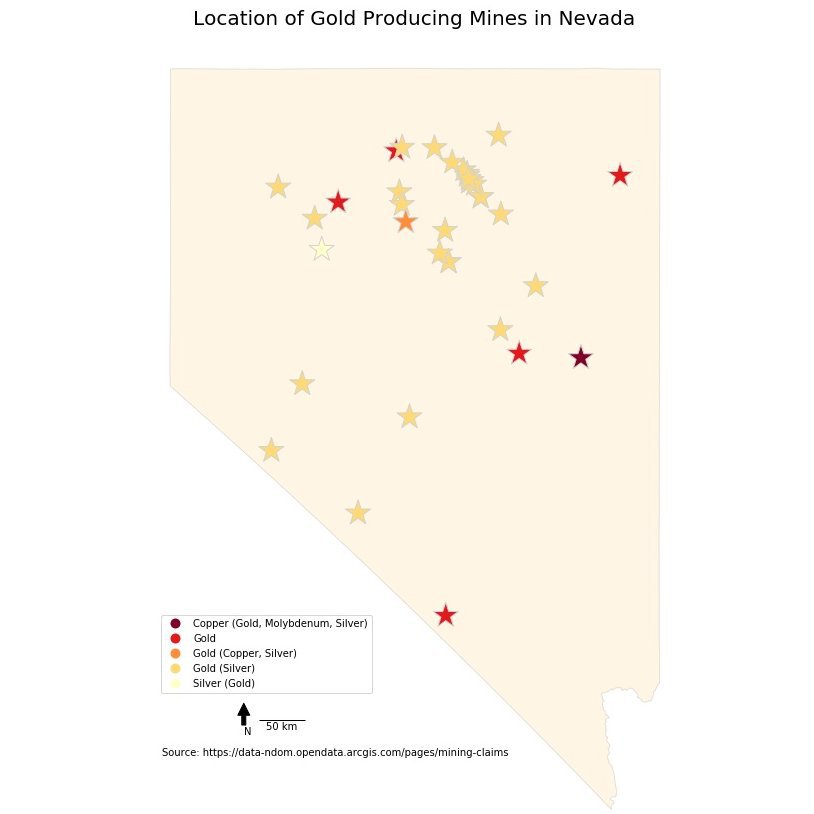 Location of Gold Producing Mines in Nevada
Copper (Gold, Molybdenum, Silver)
Gold
Gold (Copper, Silver)
Gold (Silver)
Silver (Gold)
N
50 km
Source: https://data-ndom.opendata.arcgis.com/pages/mining-claims